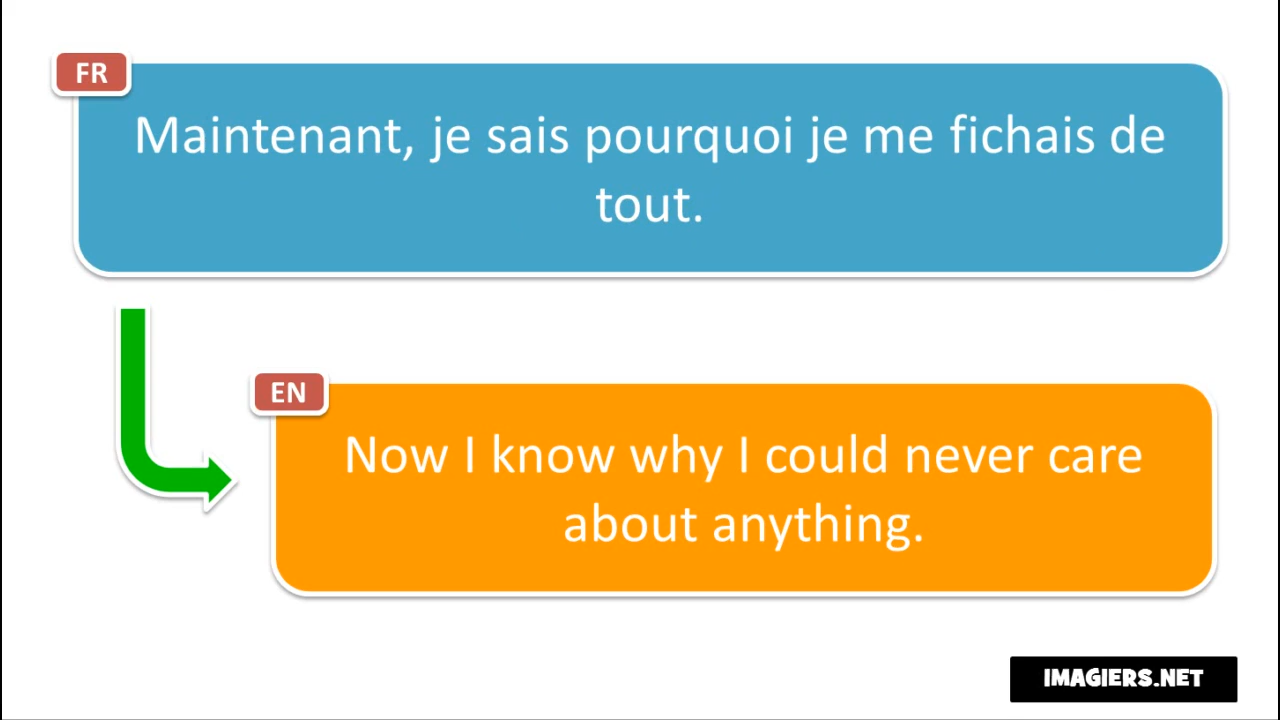 FR
Maintenant, je sais pourquoi je me fichais de
tout.
EN
Now I know why I could never care
about anything.
IMAGIERS.NET